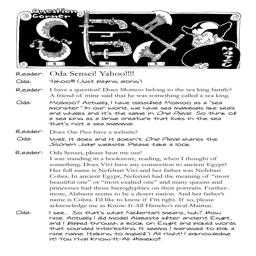 Question
Corner
SBS
Reader: Oda Sensei! Yahoo!!!!
Oda: Yahoo!!! (Just playing along)
Reader: I have a question! Does Momoo belong to the sea king family?
A friend of mine said that he was something called a sea king.
Oda: Momoo? Actually, I have classified Momoo as a "sea
monster." In our world, we have sea mammals like seals
and whales and it's the same in One Piece. So think of
a sea king as a large creature that lives in the sea
that's not a sea mammal.
Reader: Does One Piece have a website?
Oda: Well, it does and it doesn't. One Piece shares the
Shonen Jump website. Please take a look.
Reader: Oda Sensei, please hear me out!
I was standing in a bookstore, reading, when I thought of
something. Does Vivi have any connection to ancient Egypt?
Her full name is Nefeltari Vivi and her father was Nefeltari
Cobra. In ancient Egypt, Nefertari had the meaning of "most
beautiful one" or "most exalted one" and many queens and
princesses had those hieroglyphics on their portraits. Further-
more, Alabasta seems to be a desert nation. And her father's
name is Cobra. I'd like to know if I'm right. If so, please
acknowledge me as Know-It-All Himeko's rival-Maimai.
Oda: I see... So that's what Nefertari means, huh? Wow
nice. Actually I did model Alabasta after ancient Egypt,
and I flipped through a book on Egypt and mixed words
that sounded interesting. It seems I managed to pick a
nice name. (talking to myself.) All right! I acknowledge
it! You rival Know-It-All Himeko!!